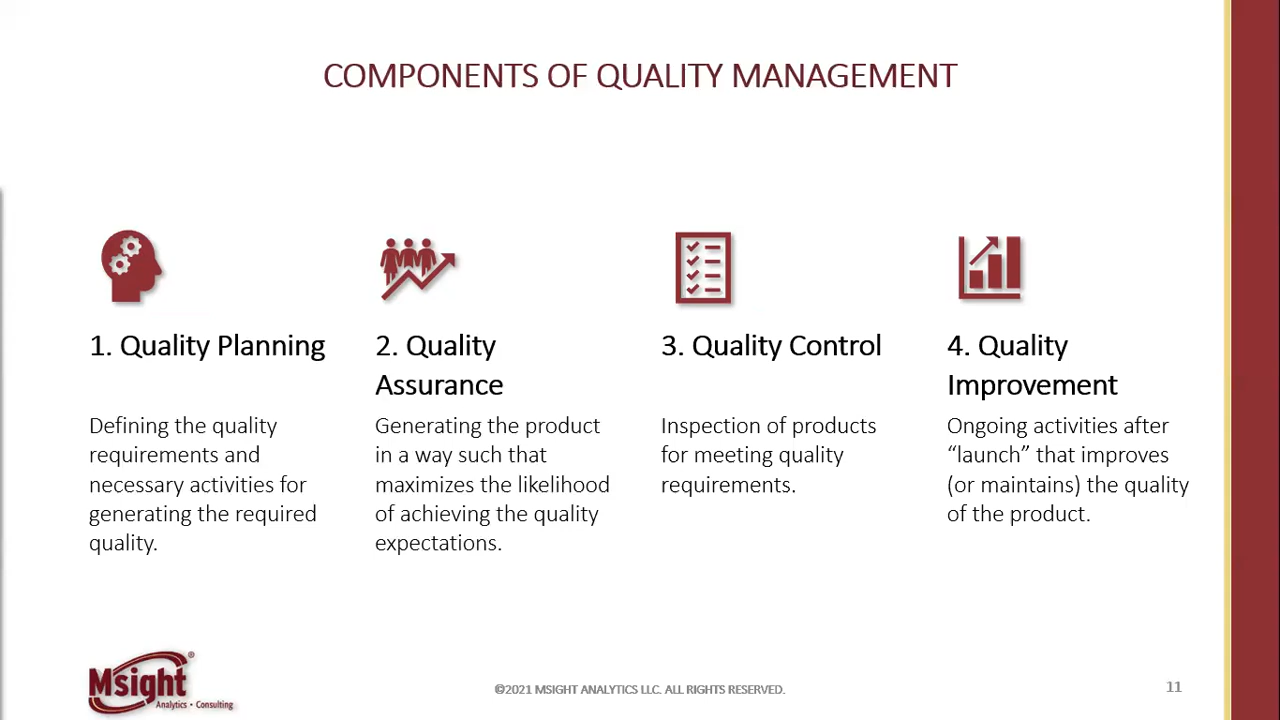 COMPONENTS OF QUALITY MANAGEMENT
1. Quality Planning
Defining the quality
requirements and
necessary activities for
generating the required
quality.
2. Quality
Assurance
Generating the product
in a way such that
maximizes the likelihood
of achieving the quality
expectations.
3. Quality Control
Inspection of products
for meeting quality
requirements.
4. Quality
Improvement
Ongoing activities after
“launch” that improves
(or maintains) the quality
of the product.
Msight®
Analytics • Consulting
©2021 MSIGHT ANALYTICS LLC. ALL RIGHTS RESERVED.
11